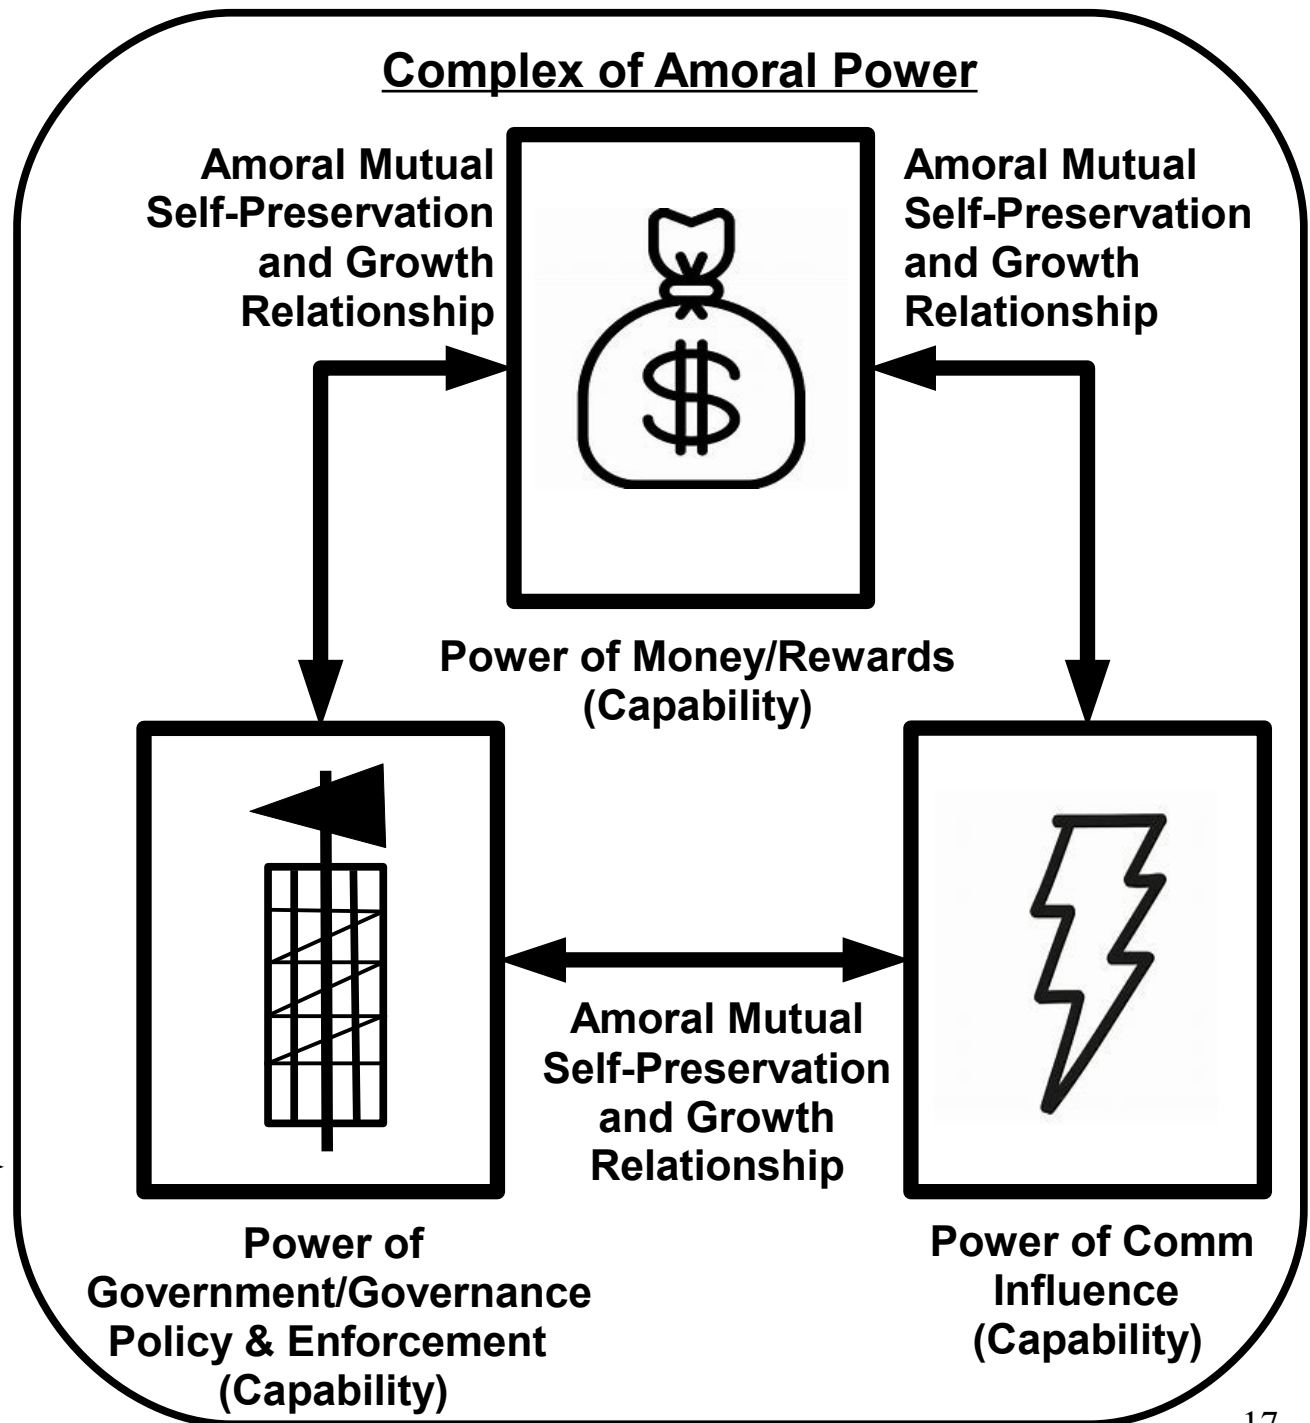 Complex of Amoral Power
Amoral Mutual
Self-Preservation
and Growth
Relationship
Amoral Mutual
Self-Preservation
and Growth
Relationship
$
Power of Money/Rewards
(Capability)
Amoral Mutual
Self-Preservation
and Growth
Relationship
Power of
Government/Governance
Policy & Enforcement
(Capability)
Power of Comm
Influence
(Capability)
17